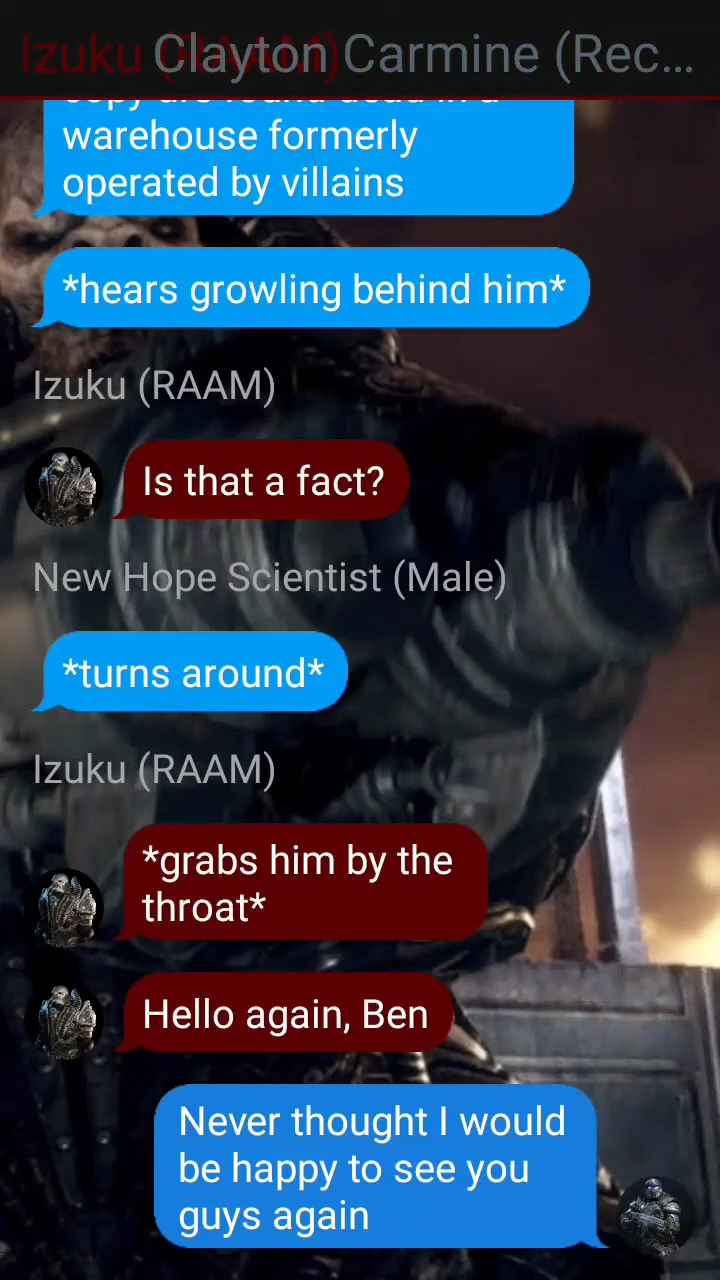 Izuku (RAAM)
Clayton Carmine (Rec...
warehouse formerly
operated by villains
*hears growling behind him*
Izuku (RAAM)
Is that a fact?
New Hope Scientist (Male)
*turns around*
Izuku (RAAM)
*grabs him by the
throat*
Hello again, Ben
Never thought I would
be happy to see you
guys again